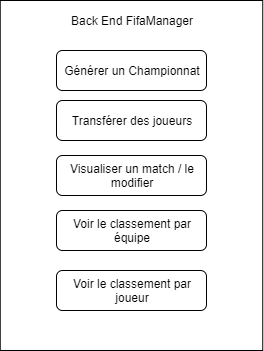 Back End FifaManager
Générer un Championnat
Transférer des joueurs
Visualiser un match / le
modifier
Voir le classement par
équipe
Voir le classement par
joueur